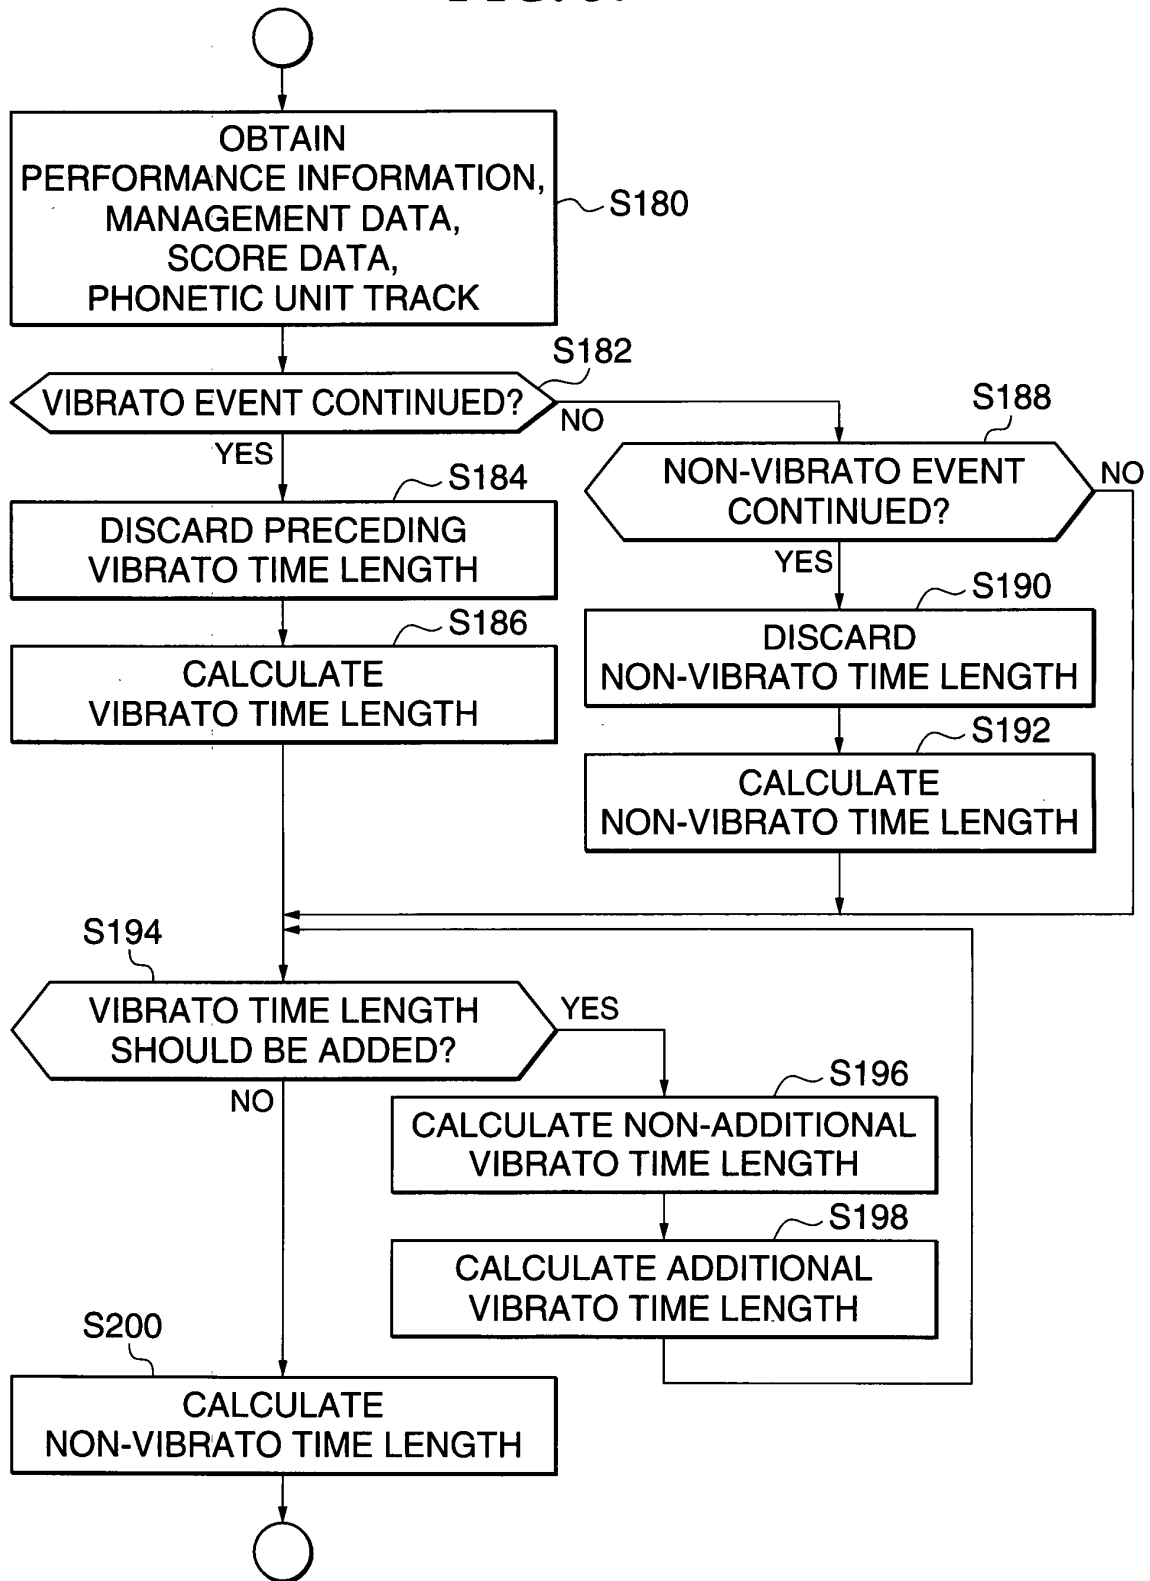 OBTAIN
PERFORMANCE INFORMATION,
MANAGEMENT DATA,
SCORE DATA,
PHONETIC UNIT TRACK
S180
S182
VIBRATO EVENT CONTINUED?
NO
YES
S188
NON-VIBRATO EVENT
CONTINUED?
NO
YES
S184
DISCARD PRECEDING
VIBRATO TIME LENGTH
S190
DISCARD
NON-VIBRATO TIME LENGTH
S186
CALCULATE
VIBRATO TIME LENGTH
S192
CALCULATE
NON-VIBRATO TIME LENGTH
S194
VIBRATO TIME LENGTH
SHOULD BE ADDED?
YES
NO
S196
CALCULATE NON-ADDITIONAL
VIBRATO TIME LENGTH
S198
CALCULATE ADDITIONAL
VIBRATO TIME LENGTH
S200
CALCULATE
NON-VIBRATO TIME LENGTH